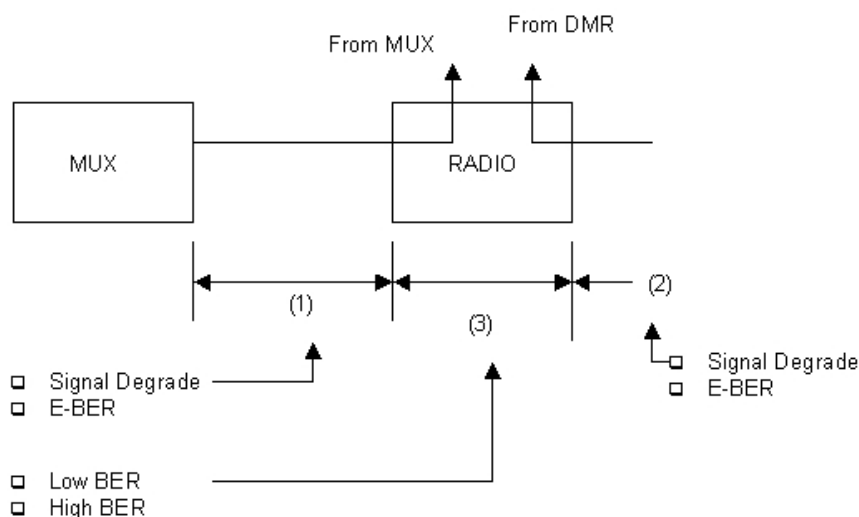 From DMR
From MUX
MUX
RADIO
(1)
(2)
(3)
Signal Degrade
E-BER
Signal Degrade
E-BER
Low BER
High BER